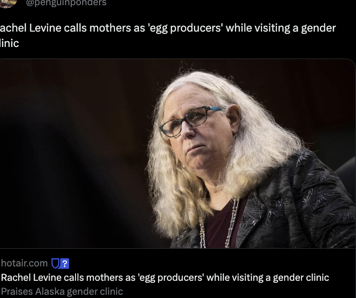 @penguinponders
achel Levine calls mothers as 'egg producers' while visiting a gender
linic
hotair.com
Rachel Levine calls mothers as 'egg producers' while visiting a gender clinic
Praises Alaska gender clinic